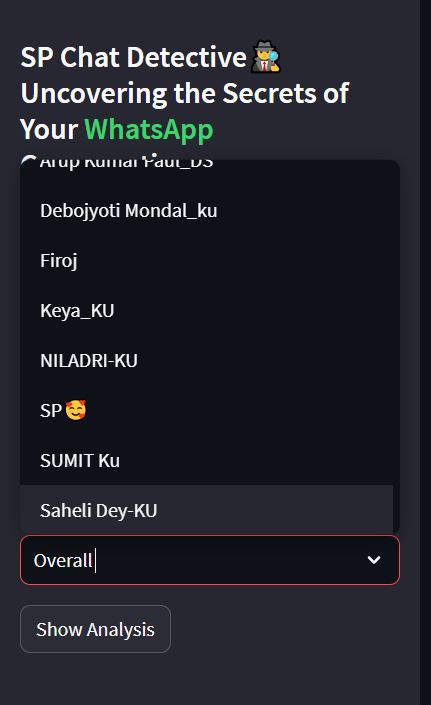 SP Chat Detective🕵️
Uncovering the Secrets of
Your WhatsApp
Arup Kumar Paul_DS
Debojyoti Mondal_ku
Firoj
Keya_KU
NILADRI-KU
SP🥰
SUMIT Ku
Saheli Dey-KU
Overall
Show Analysis